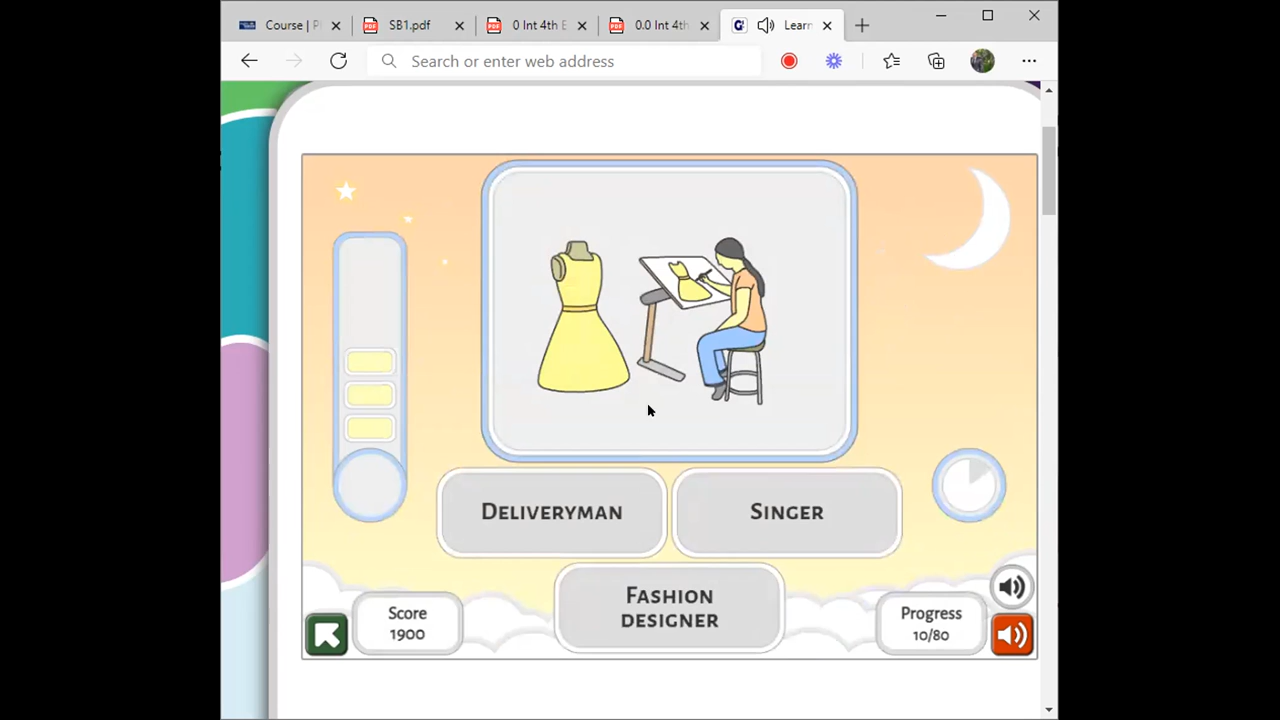 Course | P
SB1.pdf
0 Int 4th E
0.0 Int 4th
Learn
Search or enter web address
DELIVERYMAN
SINGER
FASHION
DESIGNER
Score
1900
Progress
10/80